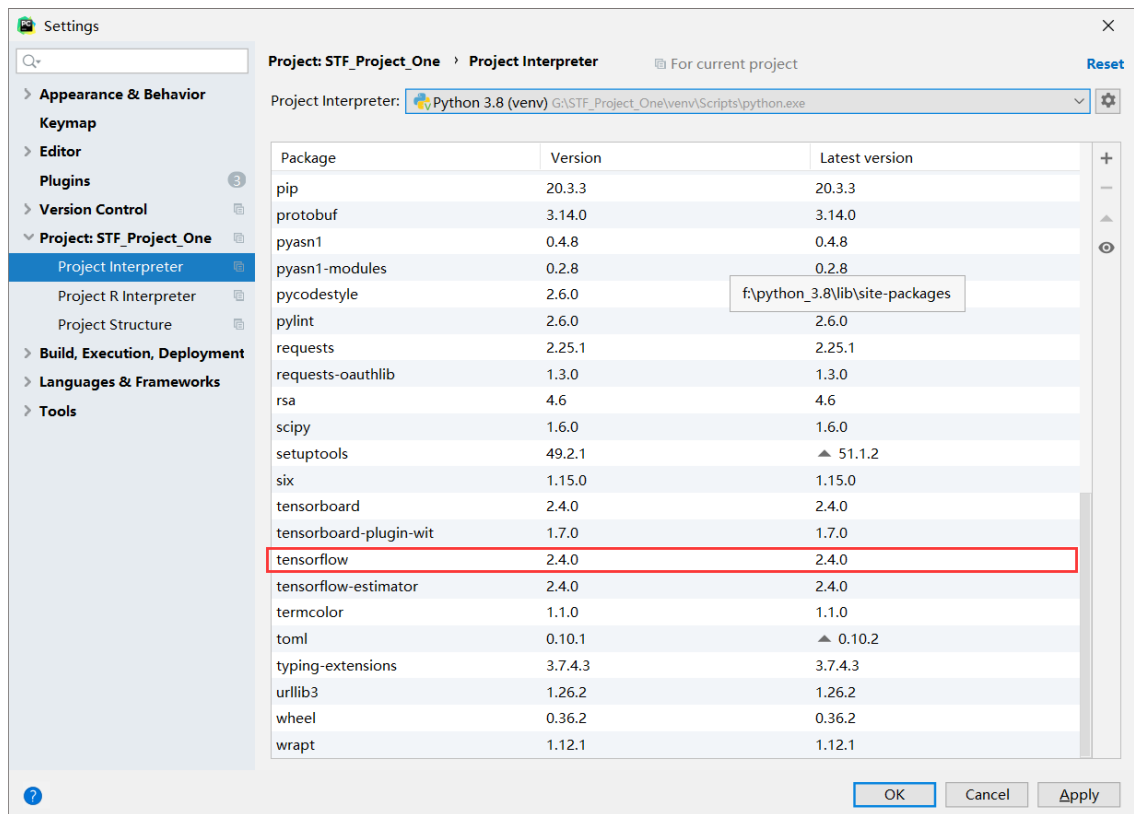 Settings
Project: STF_Project_One › Project Interpreter For current project Reset
Appearance & Behavior
Keymap
Editor
Plugins 3
Version Control
Project: STF_Project_One
Project Interpreter
Project R Interpreter
Project Structure
Build, Execution, Deployment
Languages & Frameworks
Tools
Project Interpreter: Python 3.8 (venv) G:\STF_Project_One\venv\Scripts\python.exe
Package Version Latest version
pip 20.3.3 20.3.3
protobuf 3.14.0 3.14.0
pyasn1 0.4.8 0.4.8
pyasn1-modules 0.2.8 0.2.8
pycodestyle 2.6.0
f:\python_3.8\lib\site-packages
pylint 2.6.0 2.6.0
requests 2.25.1 2.25.1
requests-oauthlib 1.3.0 1.3.0
rsa 4.6 4.6
scipy 1.6.0 1.6.0
setuptools 49.2.1 51.1.2
six 1.15.0 1.15.0
tensorboard 2.4.0 2.4.0
tensorboard-plugin-wit 1.7.0 1.7.0
tensorflow 2.4.0 2.4.0
tensorflow-estimator 2.4.0 2.4.0
termcolor 1.1.0 1.1.0
toml 0.10.1 0.10.2
typing-extensions 3.7.4.3 3.7.4.3
urllib3 1.26.2 1.26.2
wheel 0.36.2 0.36.2
wrapt 1.12.1 1.12.1
? OK Cancel Apply